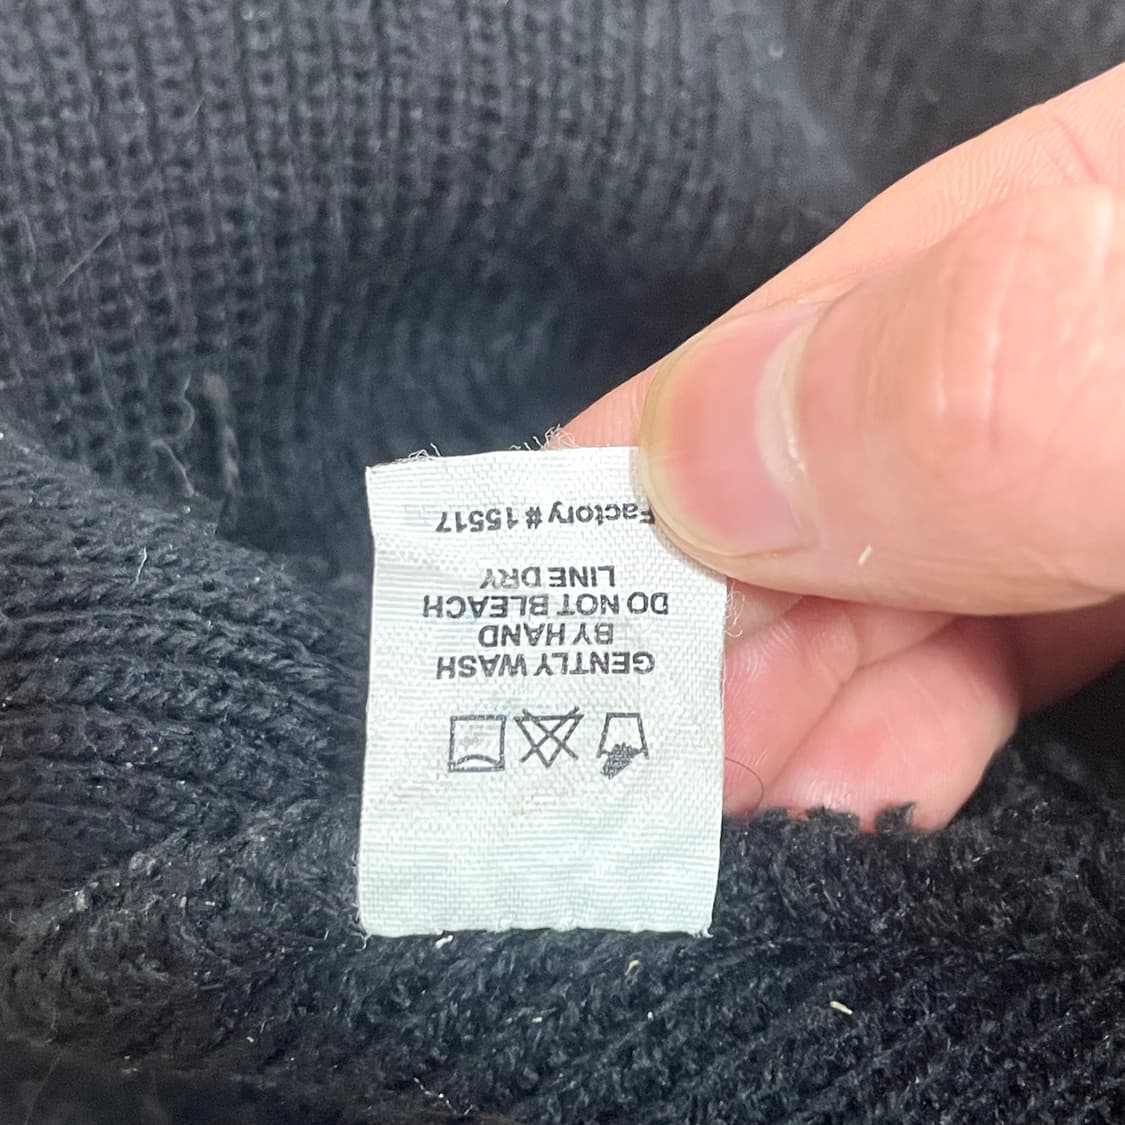 GENTLY WASH
BY HAND
DO NOT BLEACH
LINE DRY
Factory # 15517